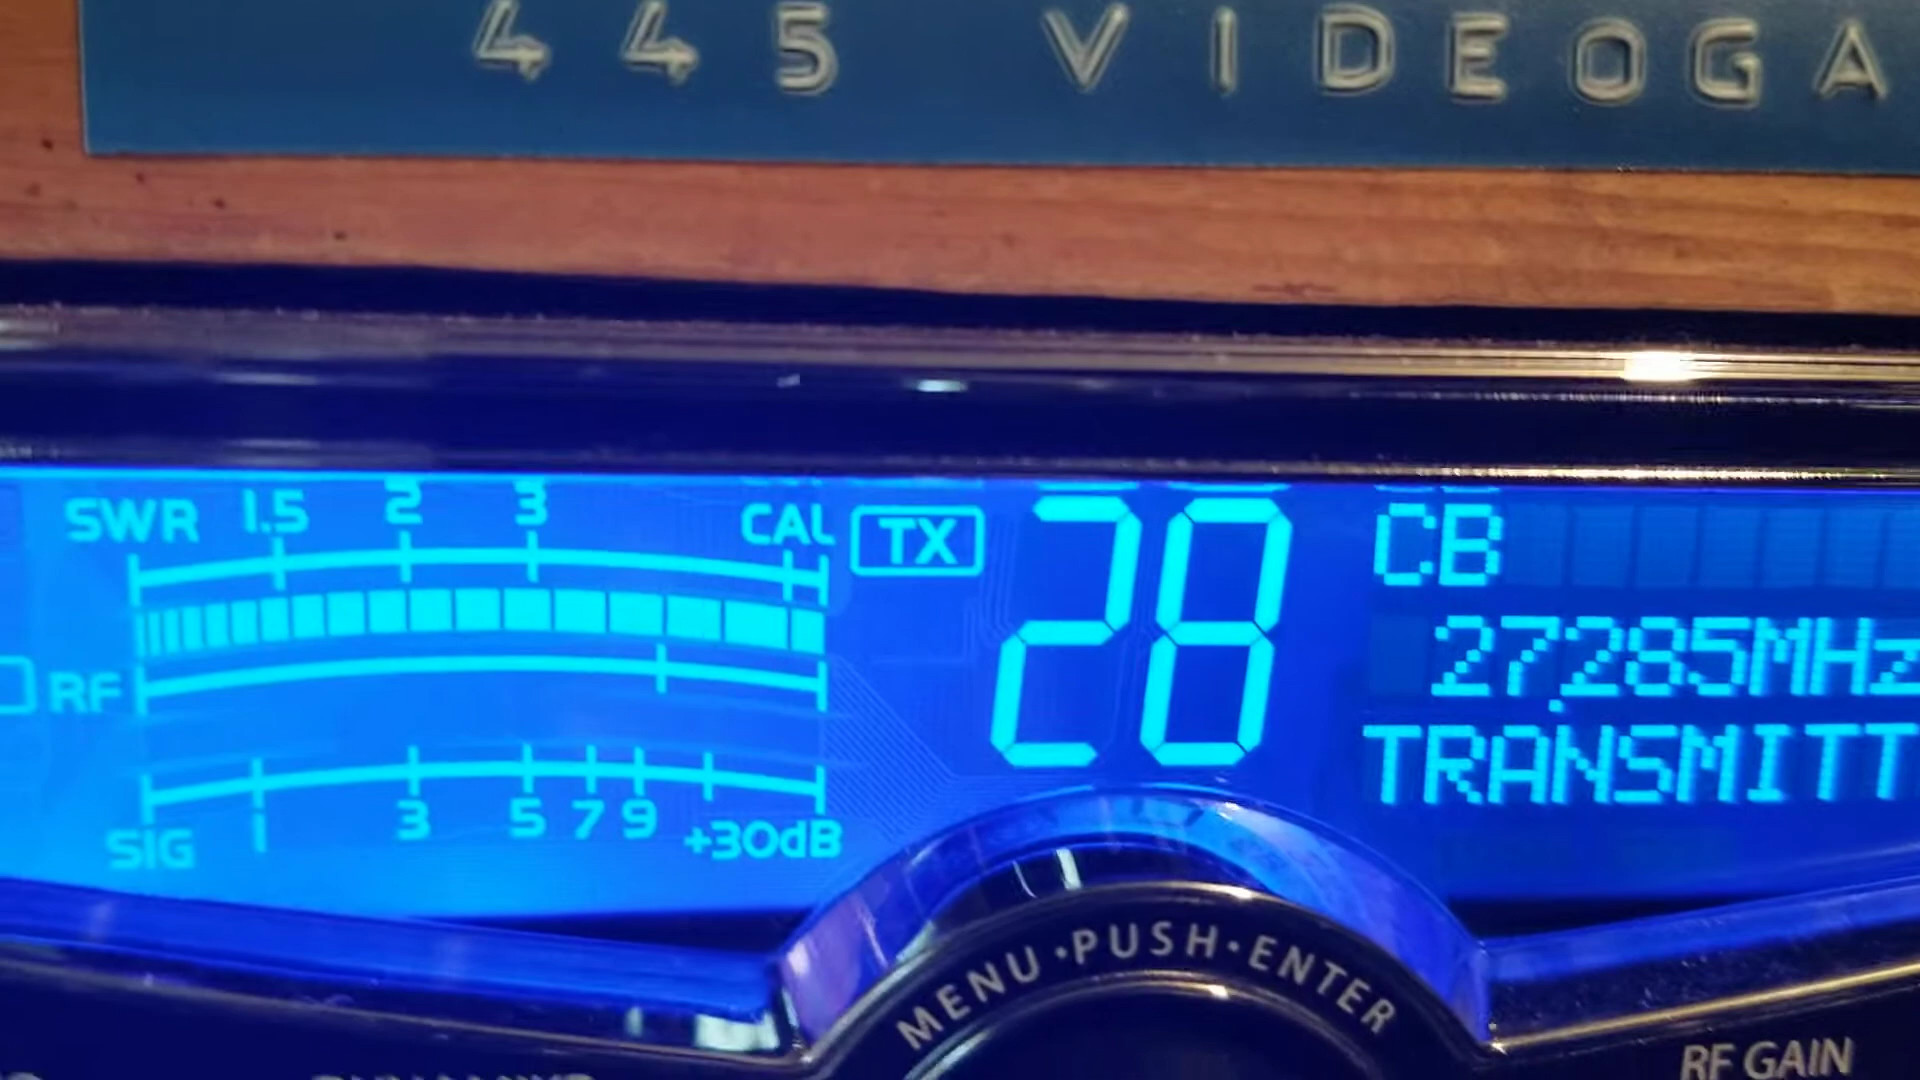 445 VIDEOGA
SWR 1.5 2 3 CAL
TX
28
CB
27,285MHz
RF
TRANSMITT
SIG 1 3 5 7 9 +30dB
MENU·PUSH·ENTER
RF GAIN